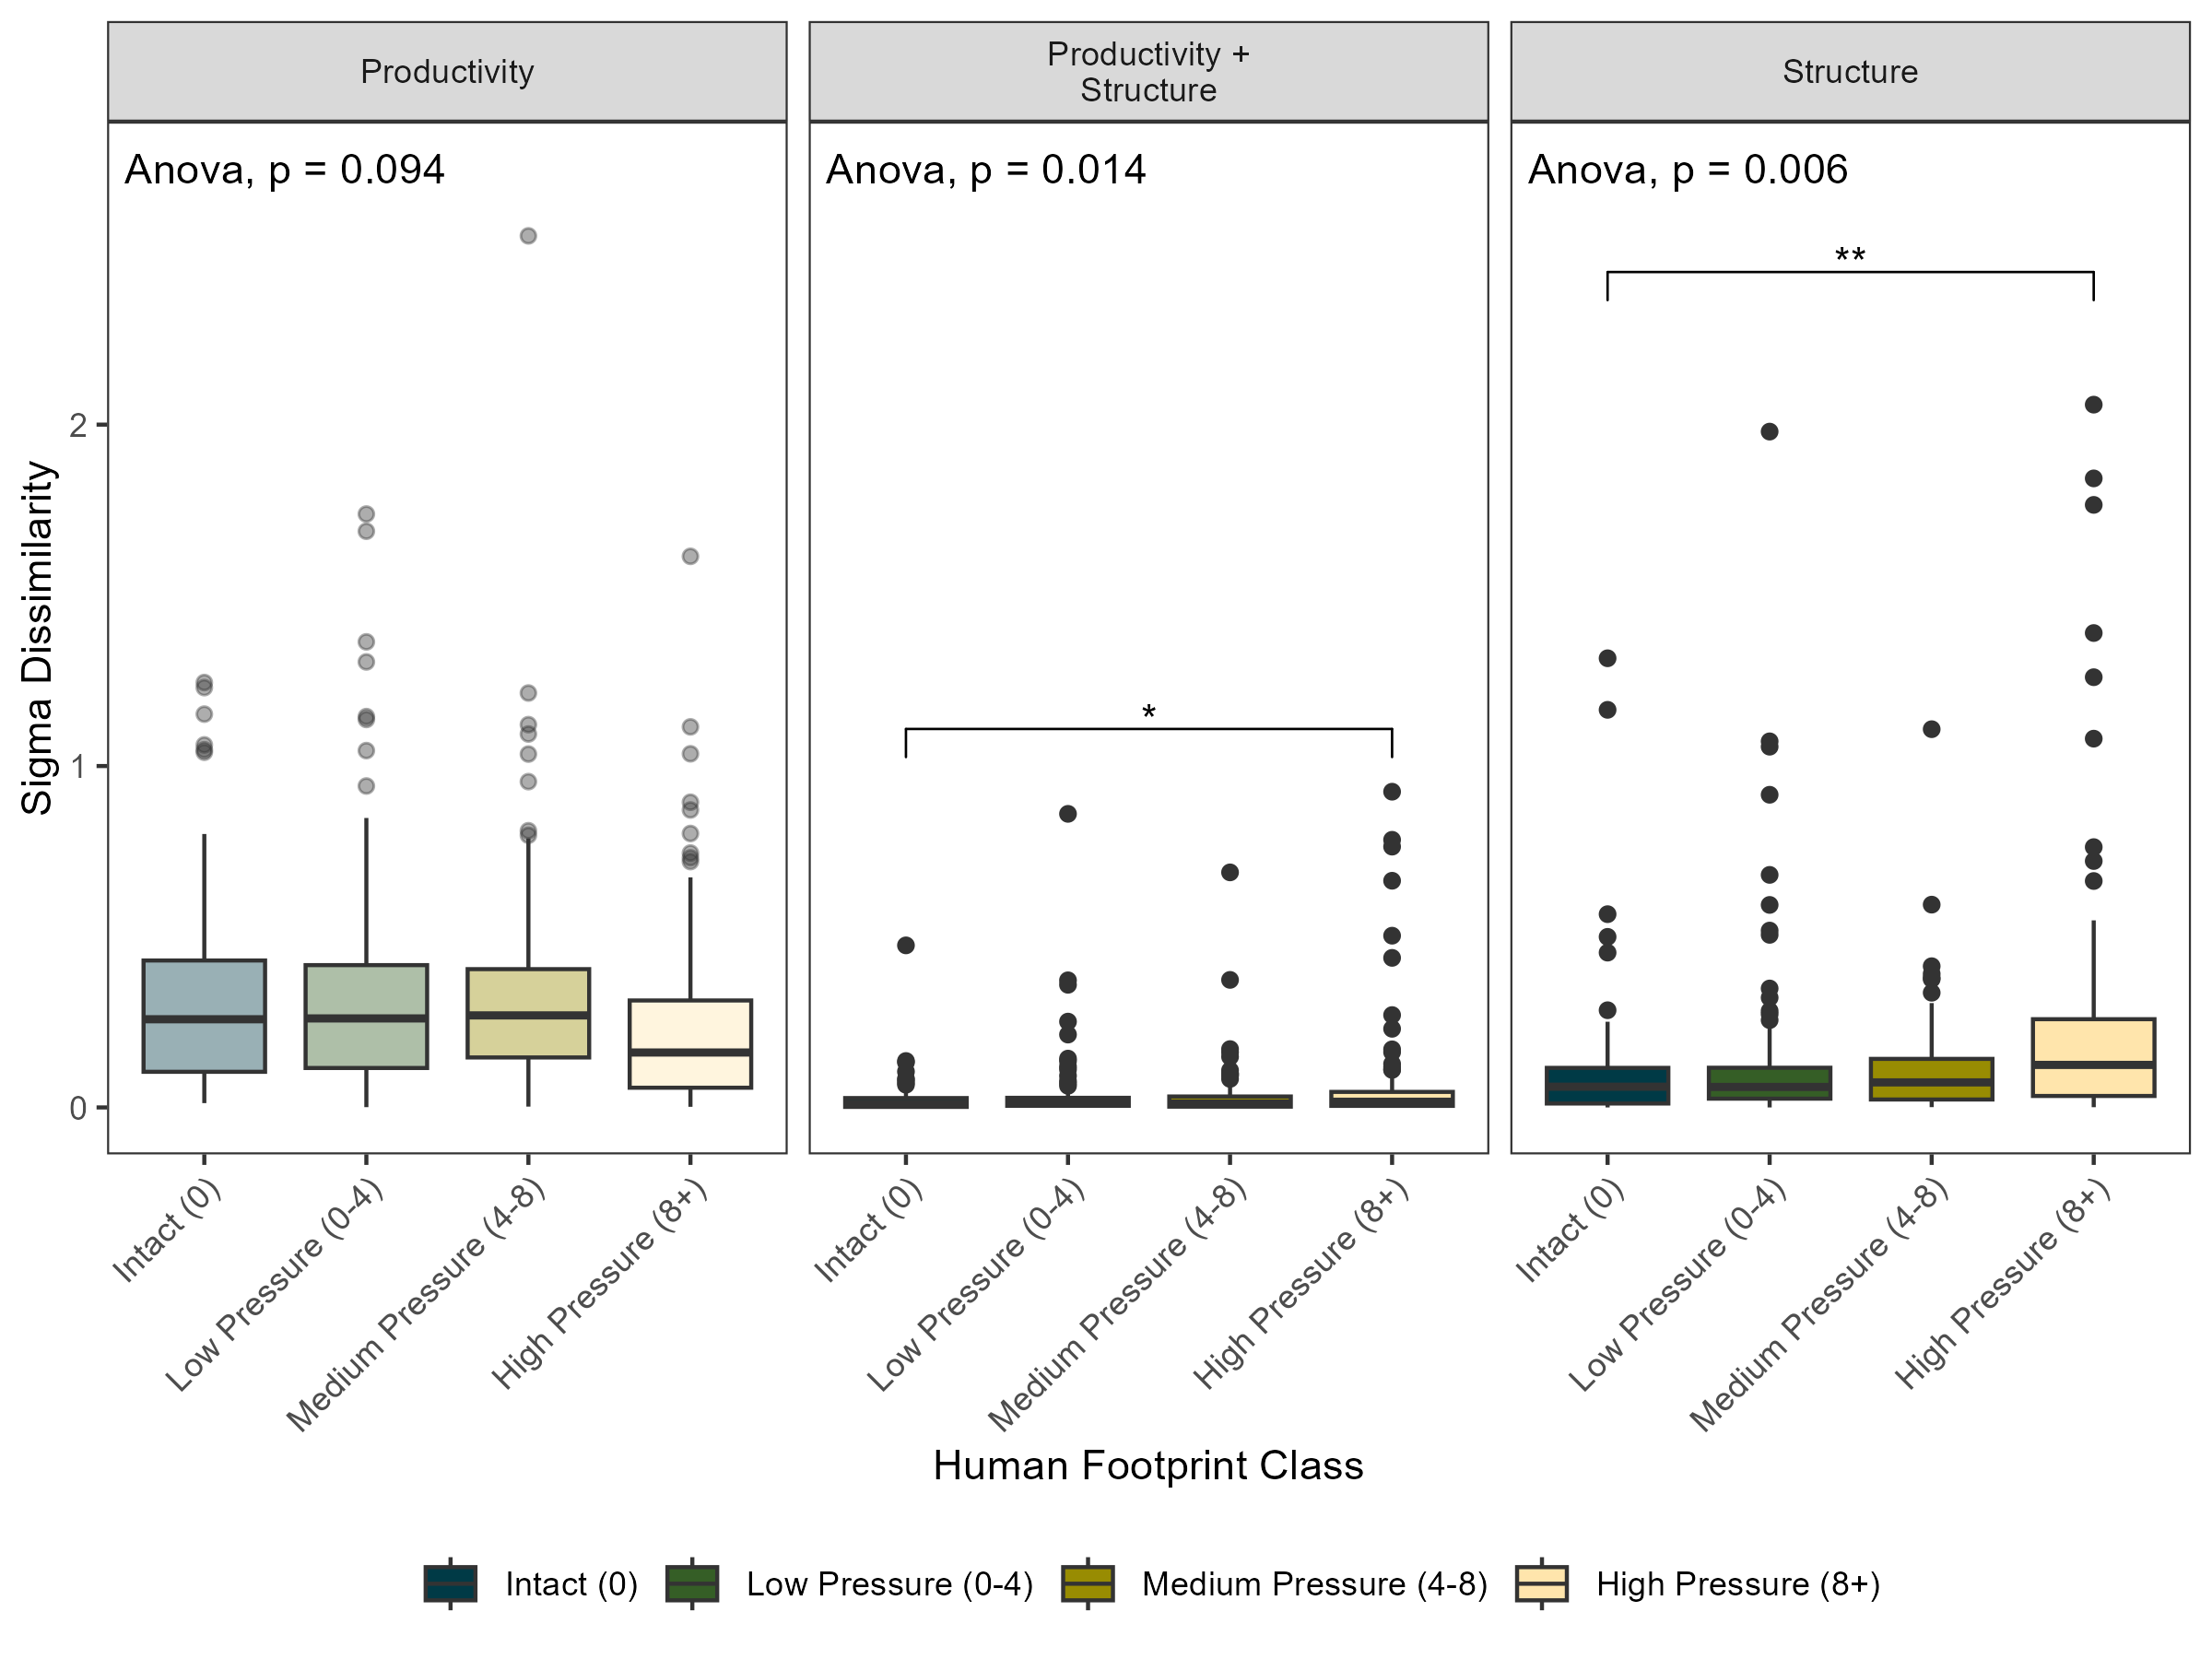 Productivity
Productivity +
Structure
Structure
Anova, p = 0.094
Anova, p = 0.014
Anova, p = 0.006
*
**
Sigma Dissimilarity
2
1
0
Intact (0)
Low Pressure (0-4)
Medium Pressure (4-8)
High Pressure (8+)
Intact (0)
Low Pressure (0-4)
Medium Pressure (4-8)
High Pressure (8+)
Intact (0)
Low Pressure (0-4)
Medium Pressure (4-8)
High Pressure (8+)
Human Footprint Class
Intact (0) Low Pressure (0-4) Medium Pressure (4-8) High Pressure (8+)